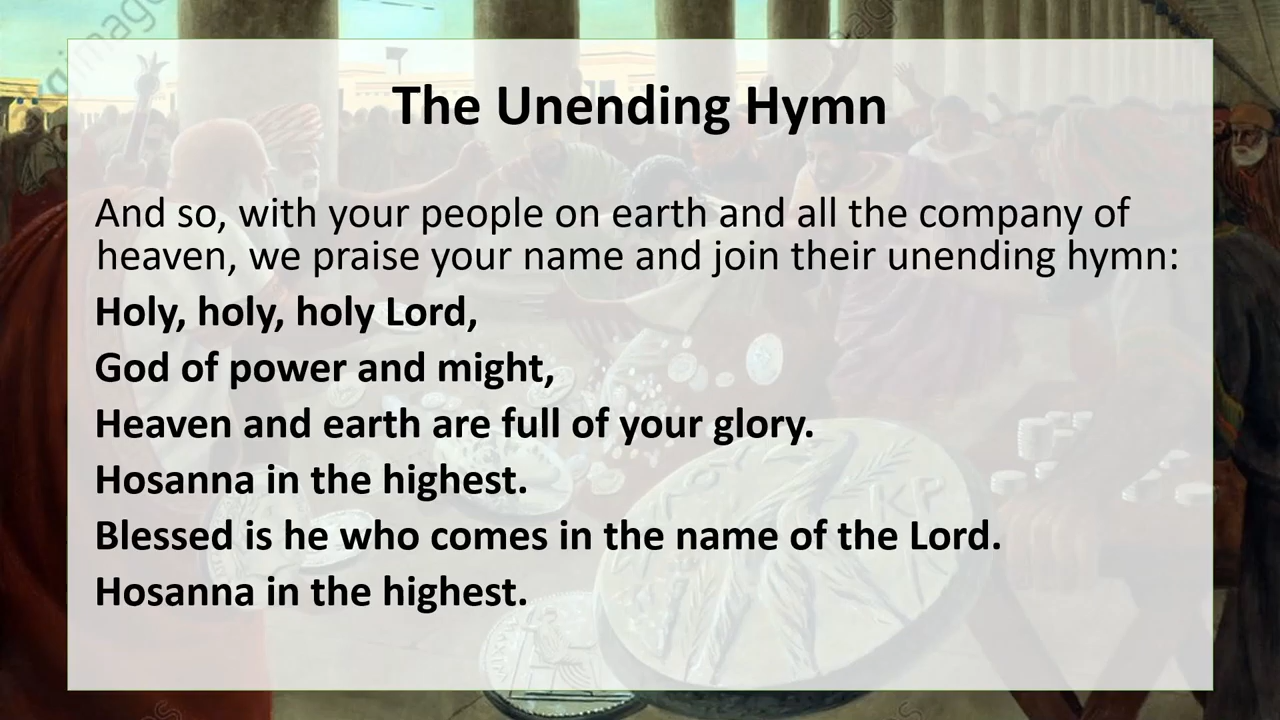 The Unending Hymn
And so, with your people on earth and all the company of
heaven, we praise your name and join their unending hymn:
Holy, holy, holy Lord,
God of power and might,
Heaven and earth are full of your glory.
Hosanna in the highest.
Blessed is he who comes in the name of the Lord.
Hosanna in the highest.